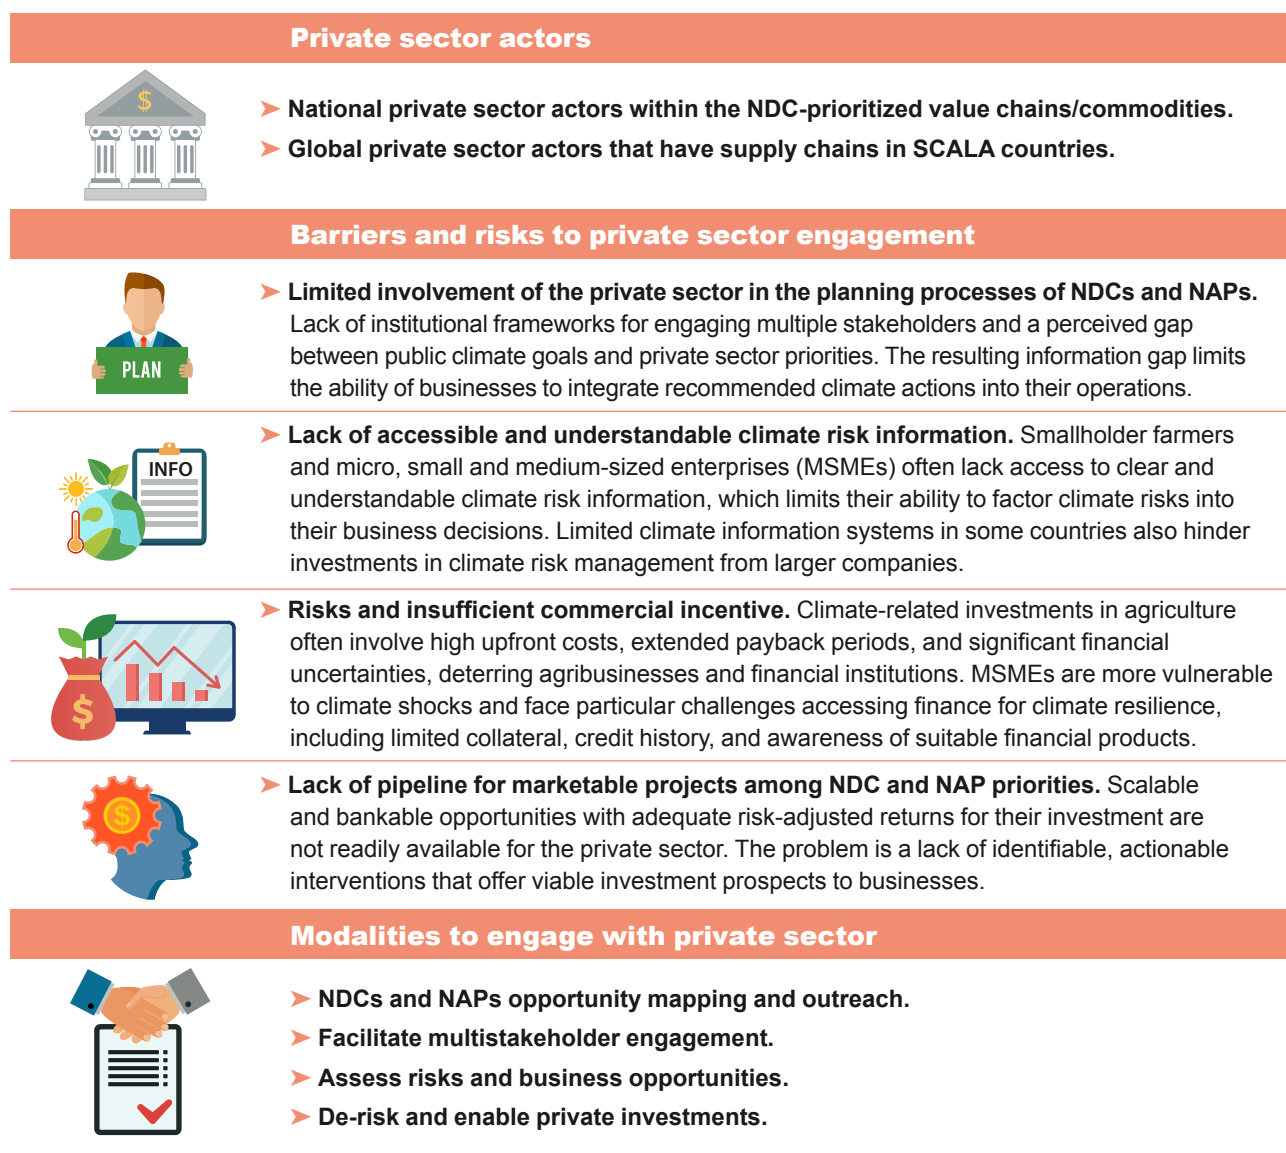 Private sector actors
$
➤ National private sector actors within the NDC-prioritized value chains/commodities.
➤ Global private sector actors that have supply chains in SCALA countries.
Barriers and risks to private sector engagement
PLAN
➤ Limited involvement of the private sector in the planning processes of NDCs and NAPs.
Lack of institutional frameworks for engaging multiple stakeholders and a perceived gap
between public climate goals and private sector priorities. The resulting information gap limits
the ability of businesses to integrate recommended climate actions into their operations.
INFO
➤ Lack of accessible and understandable climate risk information. Smallholder farmers
and micro, small and medium-sized enterprises (MSMEs) often lack access to clear and
understandable climate risk information, which limits their ability to factor climate risks into
their business decisions. Limited climate information systems in some countries also hinder
investments in climate risk management from larger companies.
$
➤ Risks and insufficient commercial incentive. Climate-related investments in agriculture
often involve high upfront costs, extended payback periods, and significant financial
uncertainties, deterring agribusinesses and financial institutions. MSMEs are more vulnerable
to climate shocks and face particular challenges accessing finance for climate resilience,
including limited collateral, credit history, and awareness of suitable financial products.
$
➤ Lack of pipeline for marketable projects among NDC and NAP priorities. Scalable
and bankable opportunities with adequate risk-adjusted returns for their investment are
not readily available for the private sector. The problem is a lack of identifiable, actionable
interventions that offer viable investment prospects to businesses.
Modalities to engage with private sector
➤ NDCs and NAPs opportunity mapping and outreach.
➤ Facilitate multistakeholder engagement.
➤ Assess risks and business opportunities.
➤ De-risk and enable private investments.